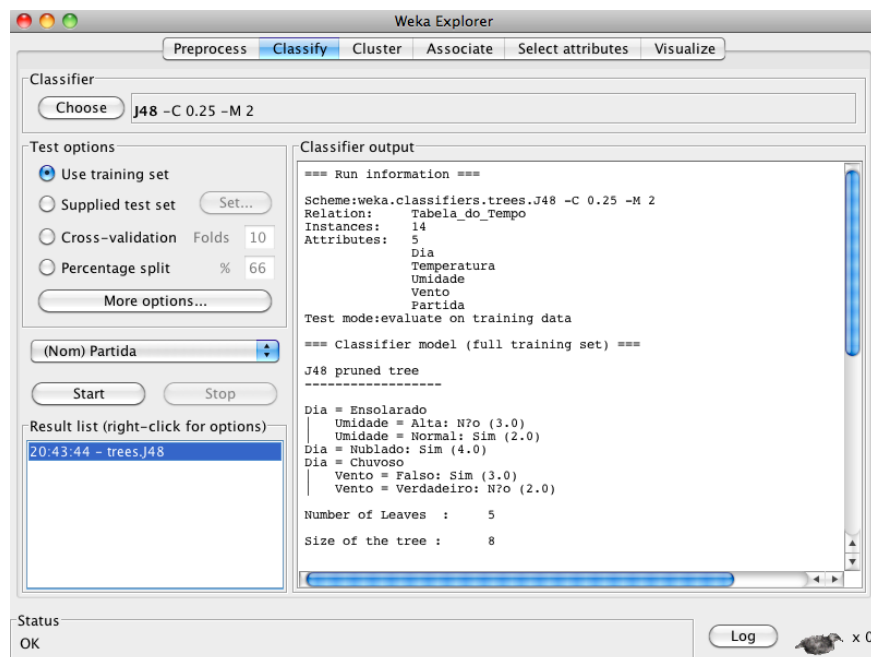 Weka Explorer
Preprocess Classify Cluster Associate Select attributes Visualize
Classifier
Choose J48 -C 0.25 -M 2
Test options
Use training set
Supplied test set Set...
Cross-validation Folds 10
Percentage split % 66
More options...
(Nom) Partida
Start Stop
Result list (right-click for options)
20:43:44 - trees.J48
Classifier output
=== Run information ===
Scheme:weka.classifiers.trees.J48 -C 0.25 -M 2
Relation: Tabela_do_Tempo
Instances: 14
Attributes: 5
Dia
Temperatura
Umidade
Vento
Partida
Test mode:evaluate on training data
=== Classifier model (full training set) ===
J48 pruned tree
------------------
Dia = Ensolarado
| Umidade = Alta: N?o (3.0)
| Umidade = Normal: Sim (2.0)
Dia = Nublado: Sim (4.0)
Dia = Chuvoso
| Vento = Falso: Sim (3.0)
| Vento = Verdadeiro: N?o (2.0)
Number of Leaves : 5
Size of the tree : 8
Status
OK
Log x 0